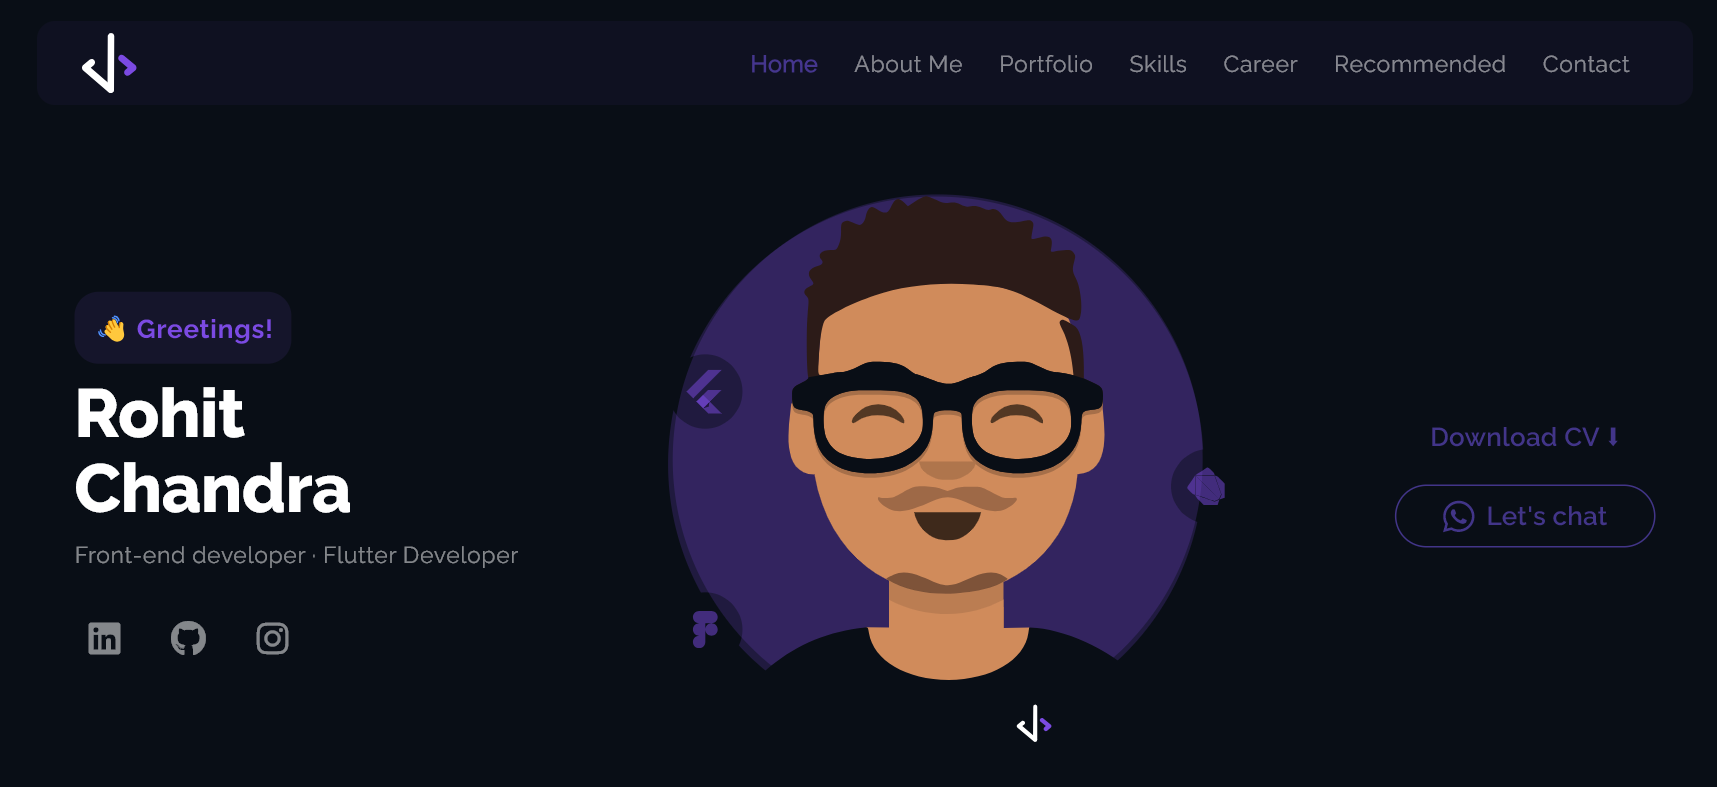 Home About Me Portfolio Skills Career Recommended Contact
👋 Greetings!
Rohit
Chandra
Front-end developer · Flutter Developer
in
Download CV ⬇
Let's chat